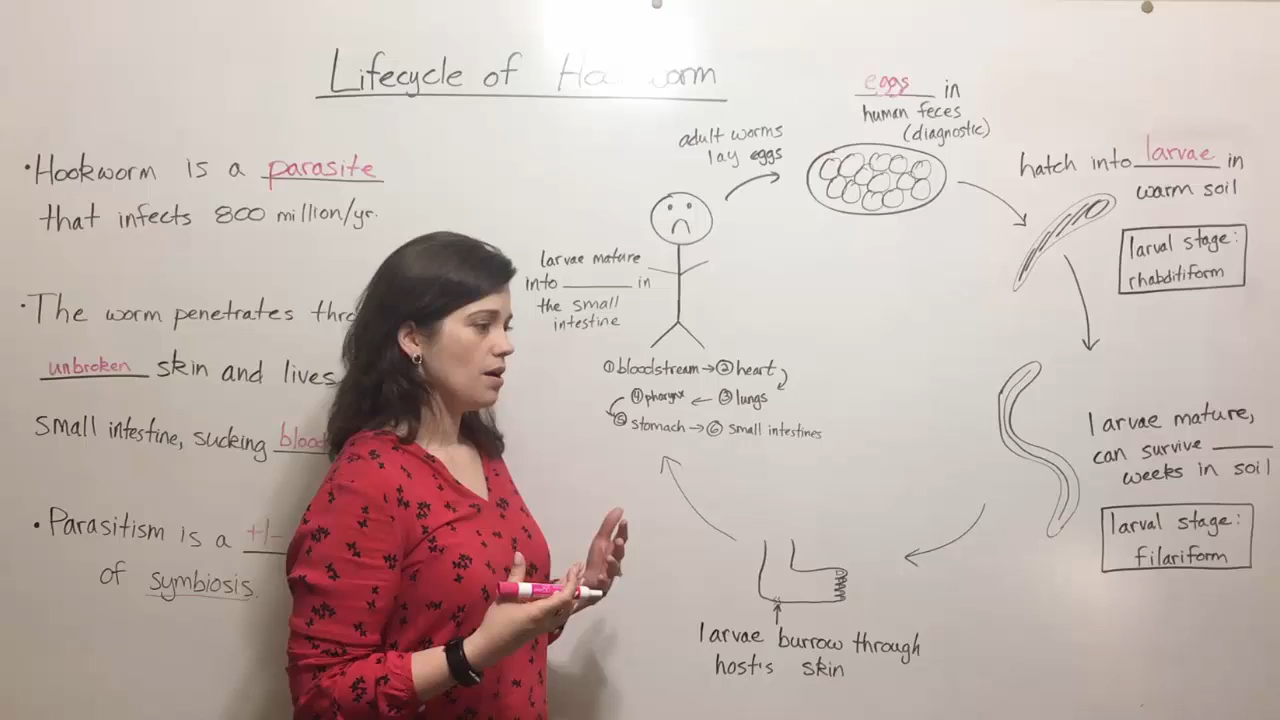 Lifecycle of Ho worm
• Hookworm is a parasite
that infects 800 million/yr.
• The worm penetrates thro
unbroken skin and lives
small intestine, sucking blood
• Parasitism is a +/-
of symbiosis.
adult worms
lay eggs
eggs in
human feces
(diagnostic)
hatch into larvae in
warm soil
larval stage:
rhabditiform
larvae mature,
can survive ______
weeks in soil
larval stage:
filariform
larvae burrow through
host's skin
larvae mature
into ______ in
the small
intestine
① bloodstream → ② heart
④ pharynx ← ③ lungs
⑤ stomach → ⑥ small intestines